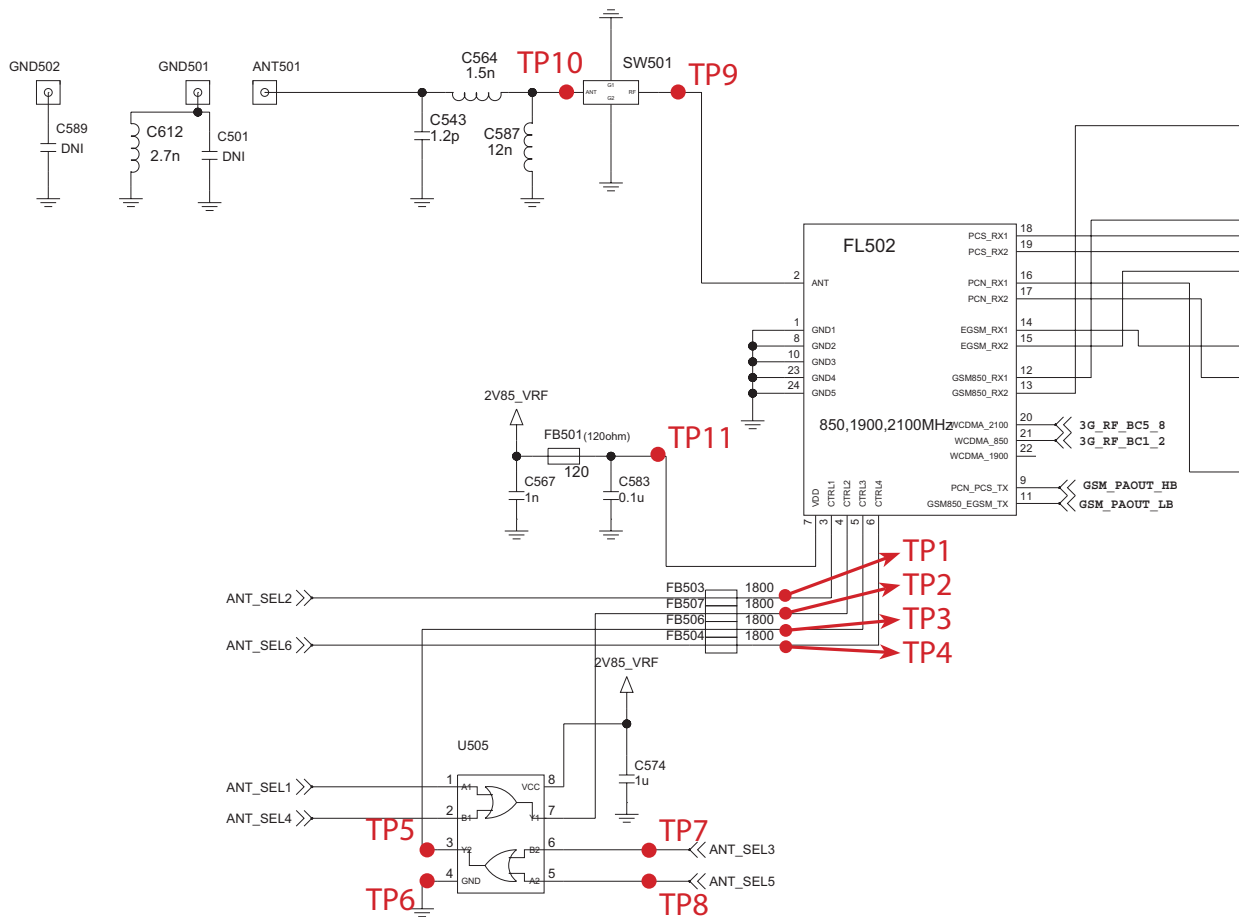 GND502
GND501
ANT501
C564
1.5n
TP10
SW501
TP9
G1
ANT
RF
G2
C589
DNI
C612
2.7n
C501
DNI
C543
1.2p
C587
12n
FL502
2
ANT
1
GND1
8
GND2
10
GND3
23
GND4
24
GND5
PCS_RX1
18
PCS_RX2
19
PCN_RX1
16
PCN_RX2
17
EGSM_RX1
14
EGSM_RX2
15
GSM850_RX1
12
GSM850_RX2
13
850,1900,2100MHz
WCDMA_2100
20
3G_RF_BC5_8
WCDMA_850
21
3G_RF_BC1_2
WCDMA_1900
22
PCN_PCS_TX
9
GSM_PAOUT_HB
GSM850_EGSM_TX
11
GSM_PAOUT_LB
VDD
CTRL1
CTRL2
CTRL3
CTRL4
7
3
4
5
6
2V85_VRF
FB501(120ohm)
120
TP11
C567
1n
C583
0.1u
ANT_SEL2
FB503
1800
TP1
FB507
1800
TP2
FB506
1800
TP3
ANT_SEL6
FB504
1800
TP4
2V85_VRF
C574
1u
U505
ANT_SEL1
1
A1
VCC
8
ANT_SEL4
2
B1
Y1
7
TP5
3
Y2
B2
6
TP7
ANT_SEL3
TP6
4
GND
A2
5
TP8
ANT_SEL5